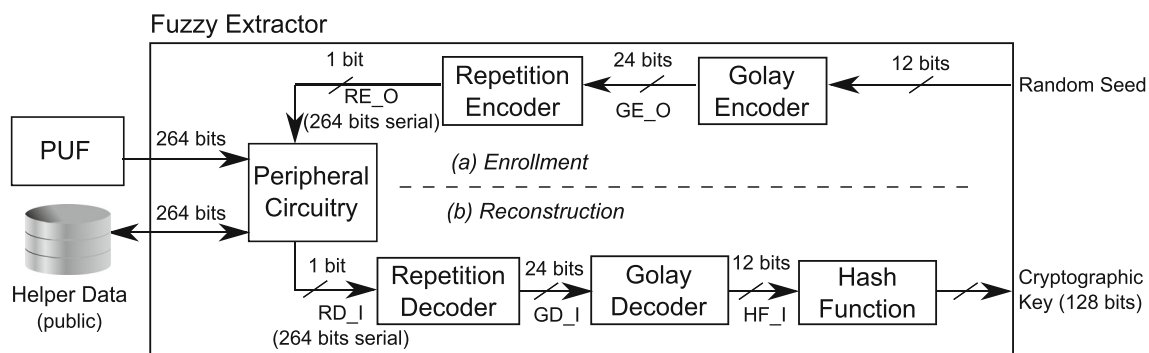 Fuzzy Extractor
1 bit
RE_O
(264 bits serial)
Repetition
Encoder
24 bits
GE_O
Golay
Encoder
12 bits
Random Seed
PUF
264 bits
Peripheral
Circuitry
(a) Enrollment
(b) Reconstruction
264 bits
Helper Data
(public)
1 bit
RD_I
(264 bits serial)
Repetition
Decoder
24 bits
GD_I
Golay
Decoder
12 bits
HF_I
Hash
Function
Cryptographic
Key (128 bits)